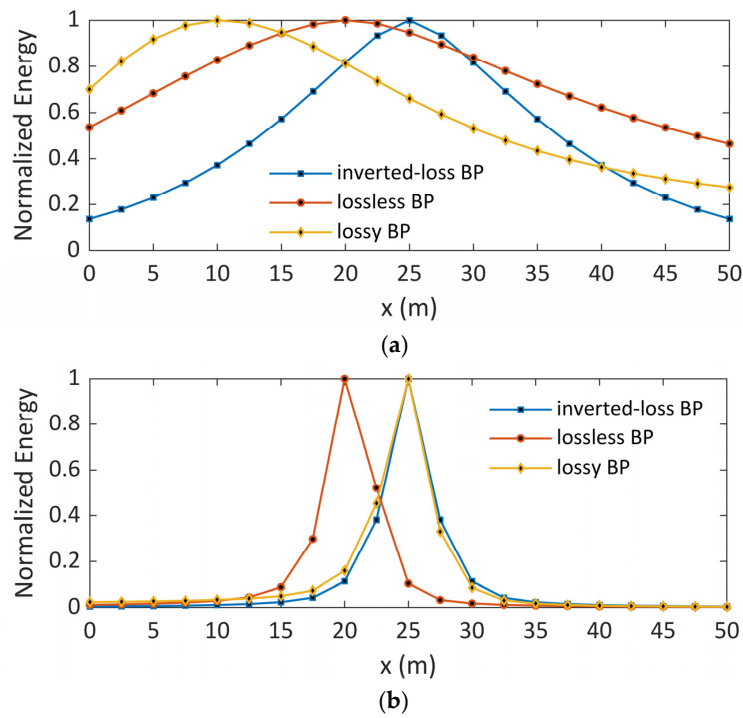 Normalized Energy
1
0.8
0.6
0.4
0.2
0
inverted-loss BP
lossless BP
lossy BP
0 5 10 15 20 25 30 35 40 45 50
x (m)
(a)
Normalized Energy
1
0.8
0.6
0.4
0.2
0
inverted-loss BP
lossless BP
lossy BP
0 5 10 15 20 25 30 35 40 45 50
x (m)
(b)